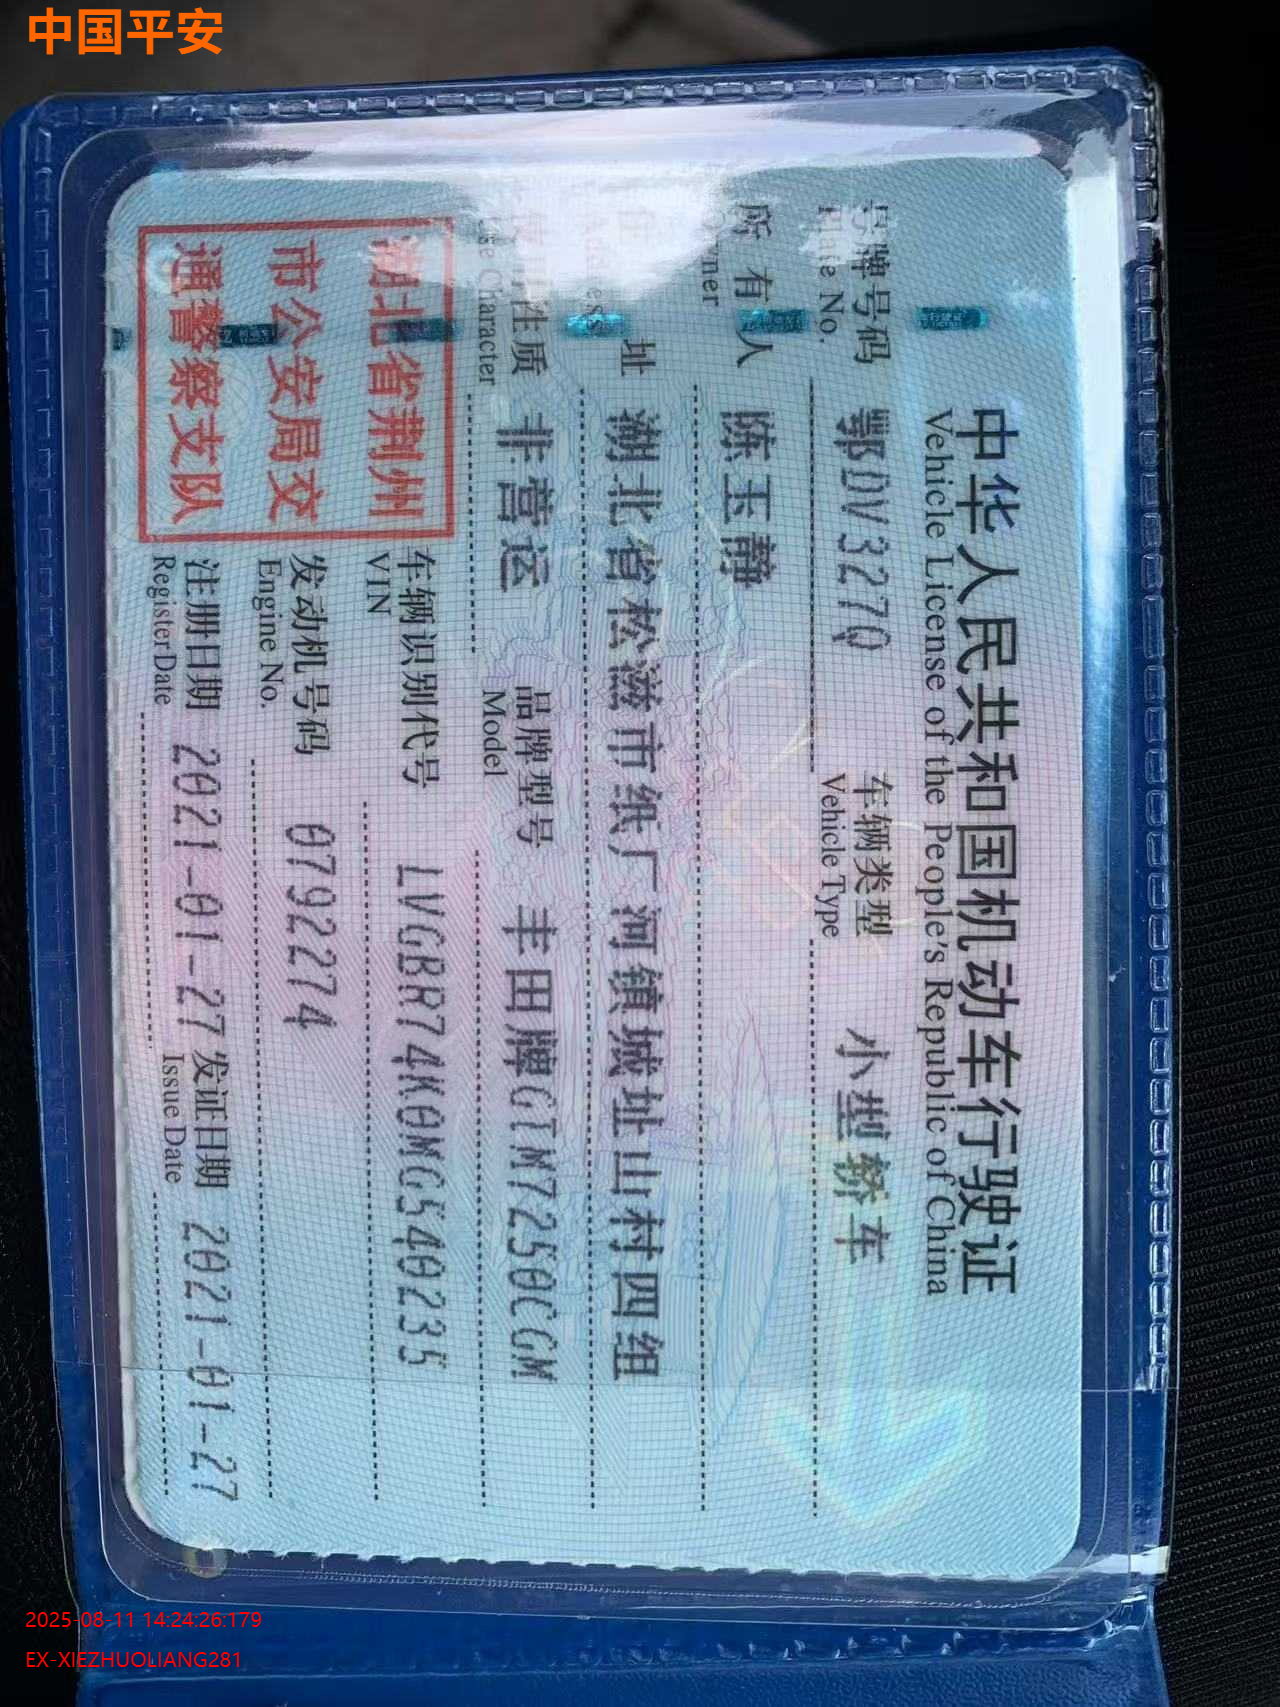 中国平安
中华人民共和国机动车行驶证
Vehicle License of the People's Republic of China
号牌号码 鄂DV327Q 车辆类型 小型轿车
Plate No. Vehicle Type
所有人 陈玉静
Owner
址 湖北省松滋市纸厂河镇城址山村四组
性质 非营运 品牌型号 丰田牌GTM7250CGM
Character Model
湖北省荆州
市公安局交
通警察支队
车辆识别代号 LVGBR74K0MG540235
VIN
发动机号码 0792274
Engine No.
注册日期 2021-01-27 发证日期 2021-01-27
Register Date Issue Date
2025-08-11 14:24:26:179
EX-XIEZHUOLIANG281